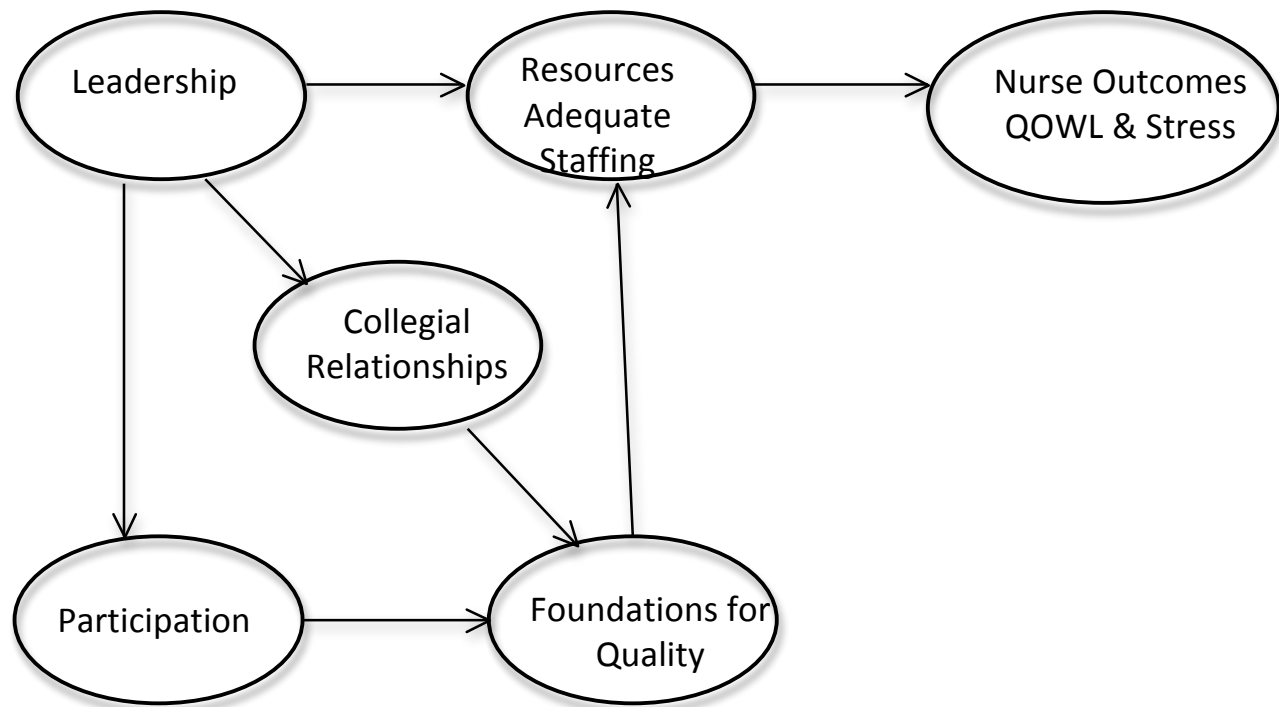 Leadership
Resources
Adequate
Staffing
Nurse Outcomes
QOWL & Stress
Collegial
Relationships
Participation
Foundations for
Quality